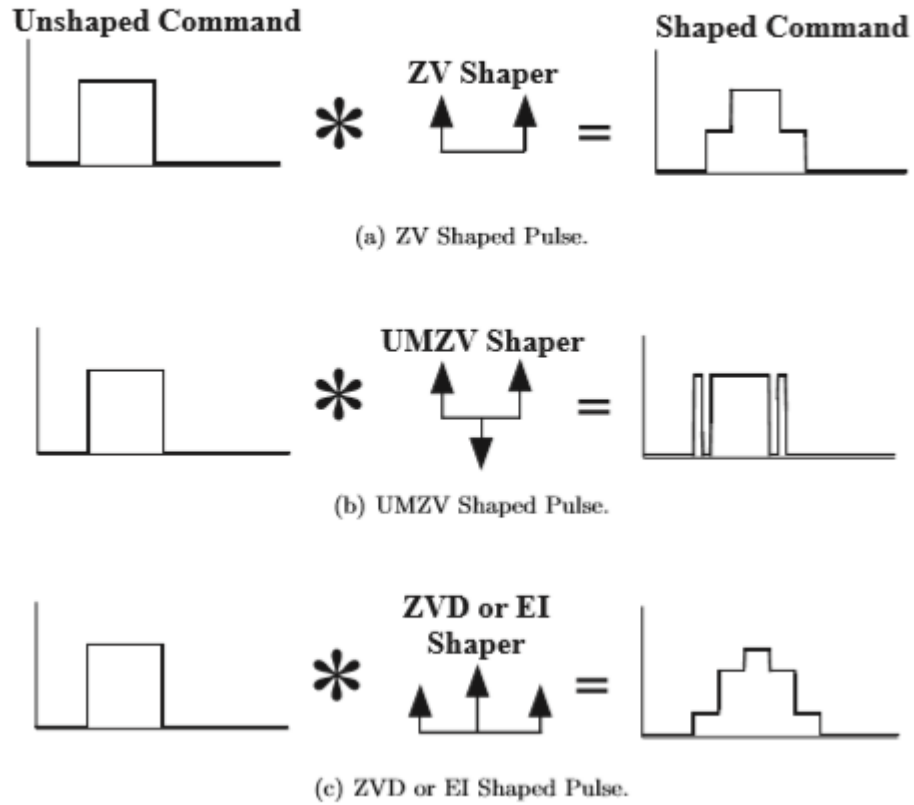 Unshaped Command
Shaped Command
ZV Shaper
* =
(a) ZV Shaped Pulse.
UMZV Shaper
* =
(b) UMZV Shaped Pulse.
ZVD or EI
Shaper
* =
(c) ZVD or EI Shaped Pulse.